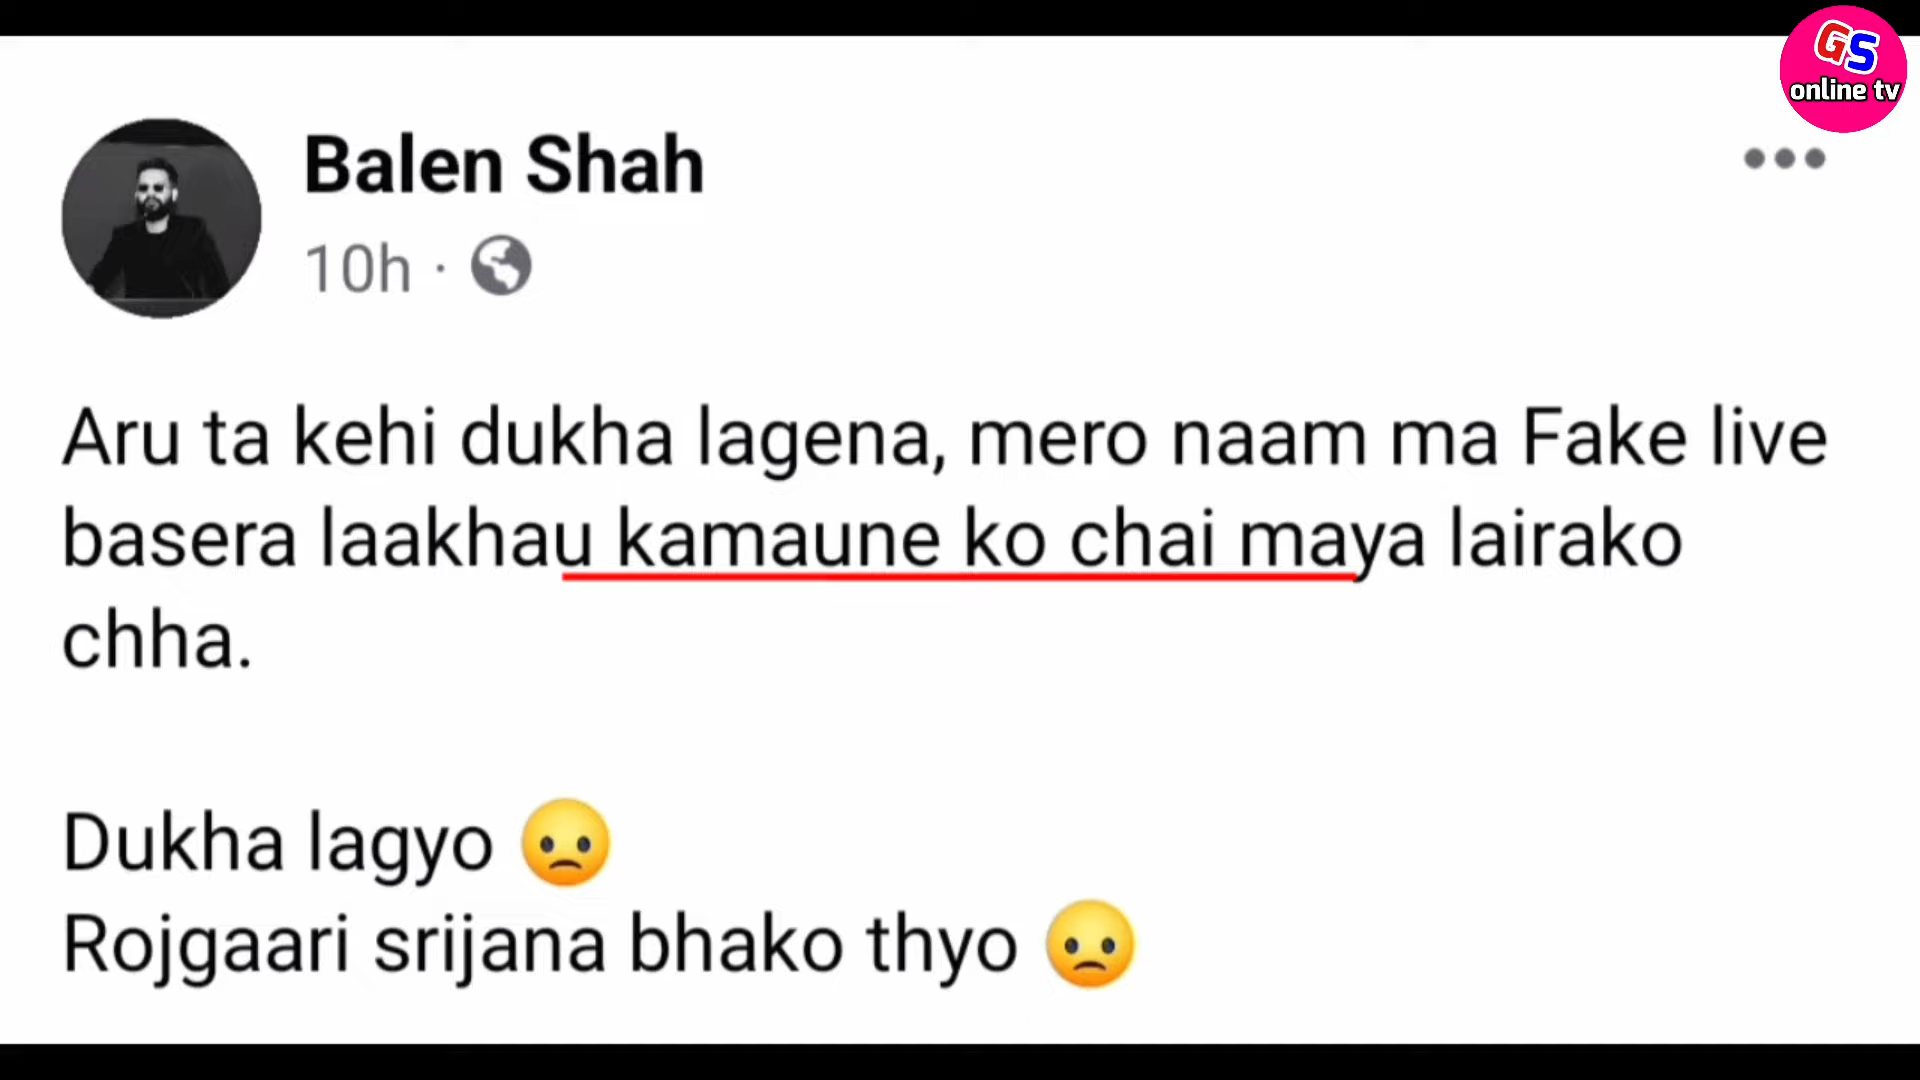 GS
online tv
Balen Shah
10h ·
Aru ta kehi dukha lagena, mero naam ma Fake live
basera laakhau kamaune ko chai maya lairako
chha.
Dukha lagyo 🙁
Rojgaari srijana bhako thyo 🙁